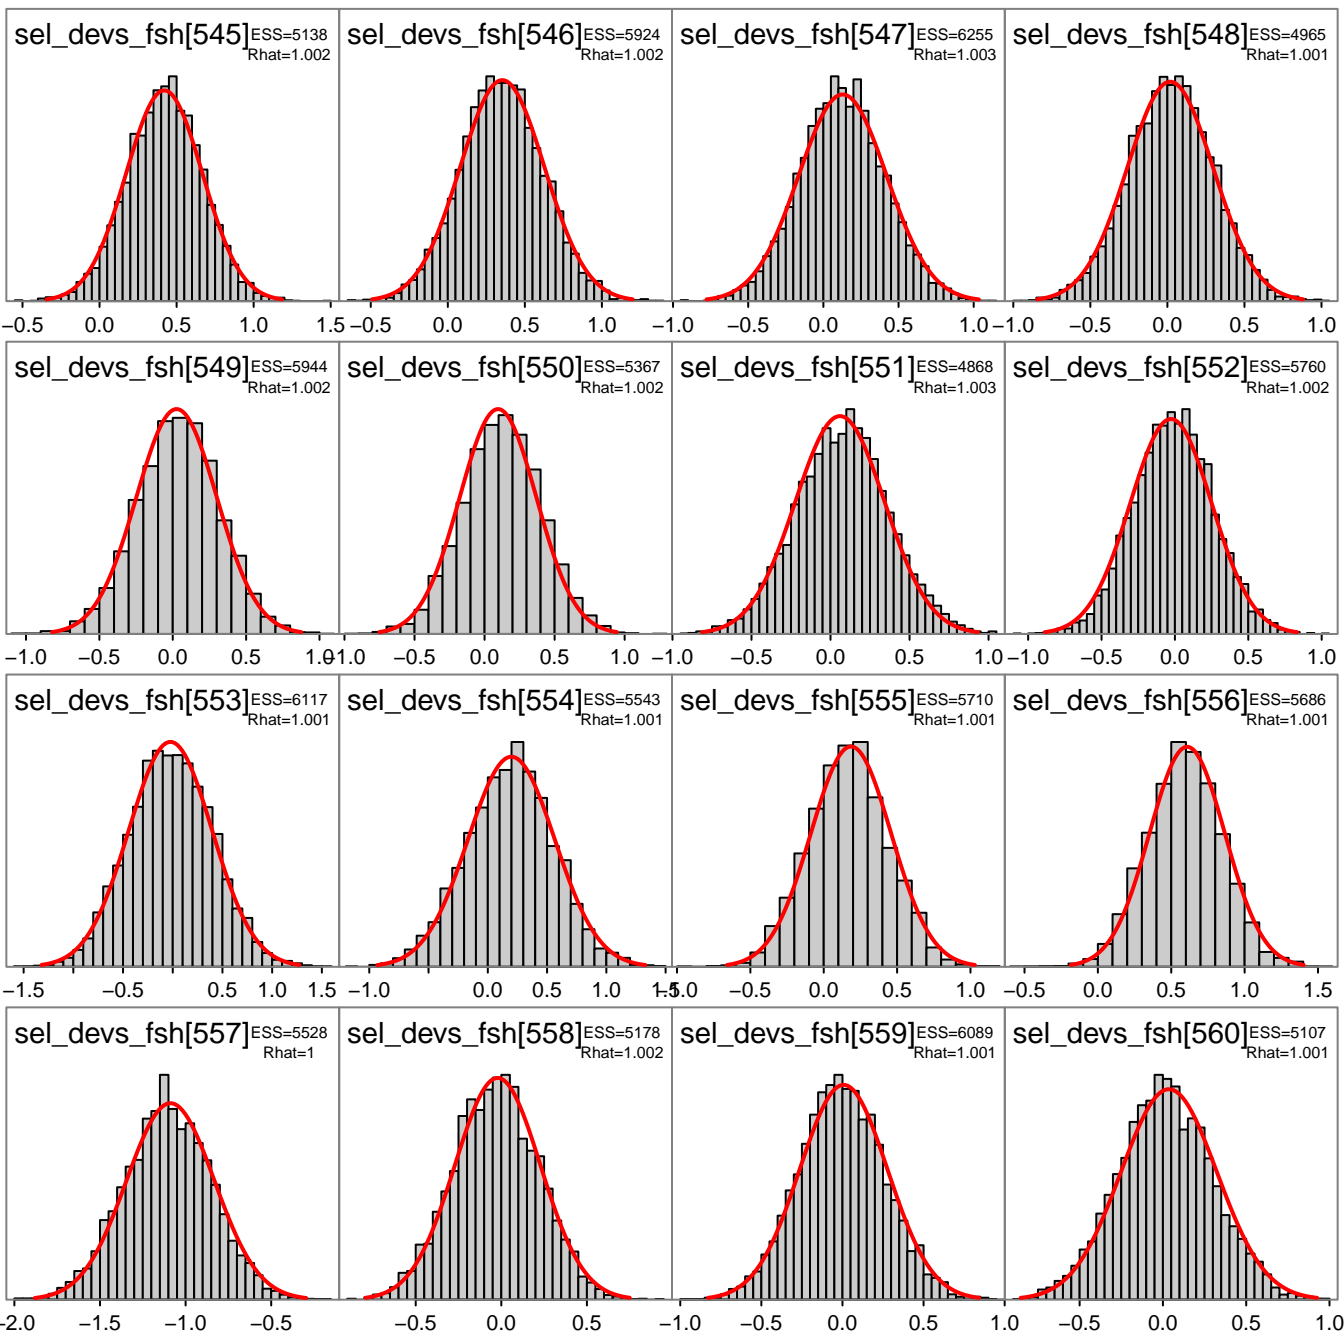 sel_devs_fsh[545] ESS=5138
Rhat=1.002
sel_devs_fsh[546] ESS=5924
Rhat=1.002
sel_devs_fsh[547] ESS=6255
Rhat=1.003
sel_devs_fsh[548] ESS=4965
Rhat=1.001
−0.5 0.0 0.5 1.0 1.5
−0.5 0.0 0.5 1.0
−1.0 −0.5 0.0 0.5 1.0
−1.0 −0.5 0.0 0.5 1.0
sel_devs_fsh[549] ESS=5944
Rhat=1.002
sel_devs_fsh[550] ESS=5367
Rhat=1.002
sel_devs_fsh[551] ESS=4868
Rhat=1.003
sel_devs_fsh[552] ESS=5760
Rhat=1.002
−1.0 −0.5 0.0 0.5 1.0
−1.0 −0.5 0.0 0.5 1.0
−1.0 −0.5 0.0 0.5 1.0
−1.0 −0.5 0.0 0.5 1.0
sel_devs_fsh[553] ESS=6117
Rhat=1.001
sel_devs_fsh[554] ESS=5543
Rhat=1.001
sel_devs_fsh[555] ESS=5710
Rhat=1.001
sel_devs_fsh[556] ESS=5686
Rhat=1.001
−1.5 −0.5 0.0 0.5 1.0 1.5
−1.0 0.0 0.5 1.0 1.5
−1.0 −0.5 0.0 0.5 1.0
−0.5 0.0 0.5 1.0 1.5
sel_devs_fsh[557] ESS=5528
Rhat=1
sel_devs_fsh[558] ESS=5178
Rhat=1.002
sel_devs_fsh[559] ESS=6089
Rhat=1.001
sel_devs_fsh[560] ESS=5107
Rhat=1.001
−2.0 −1.5 −1.0 −0.5
−0.5 0.0 0.5
−1.0 −0.5 0.0 0.5 1.0
−0.5 0.0 0.5 1.0